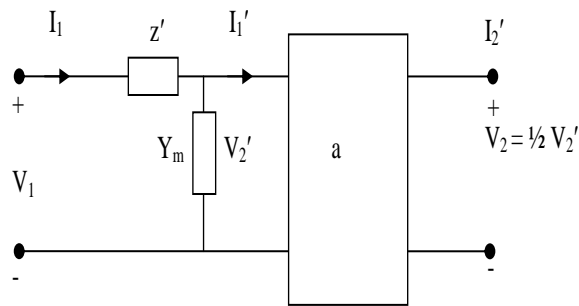 I₁
z′
I₁′
I₂′
+
+
Yₘ
V₂′
a
V₂ = ½ V₂′
V₁
-
-